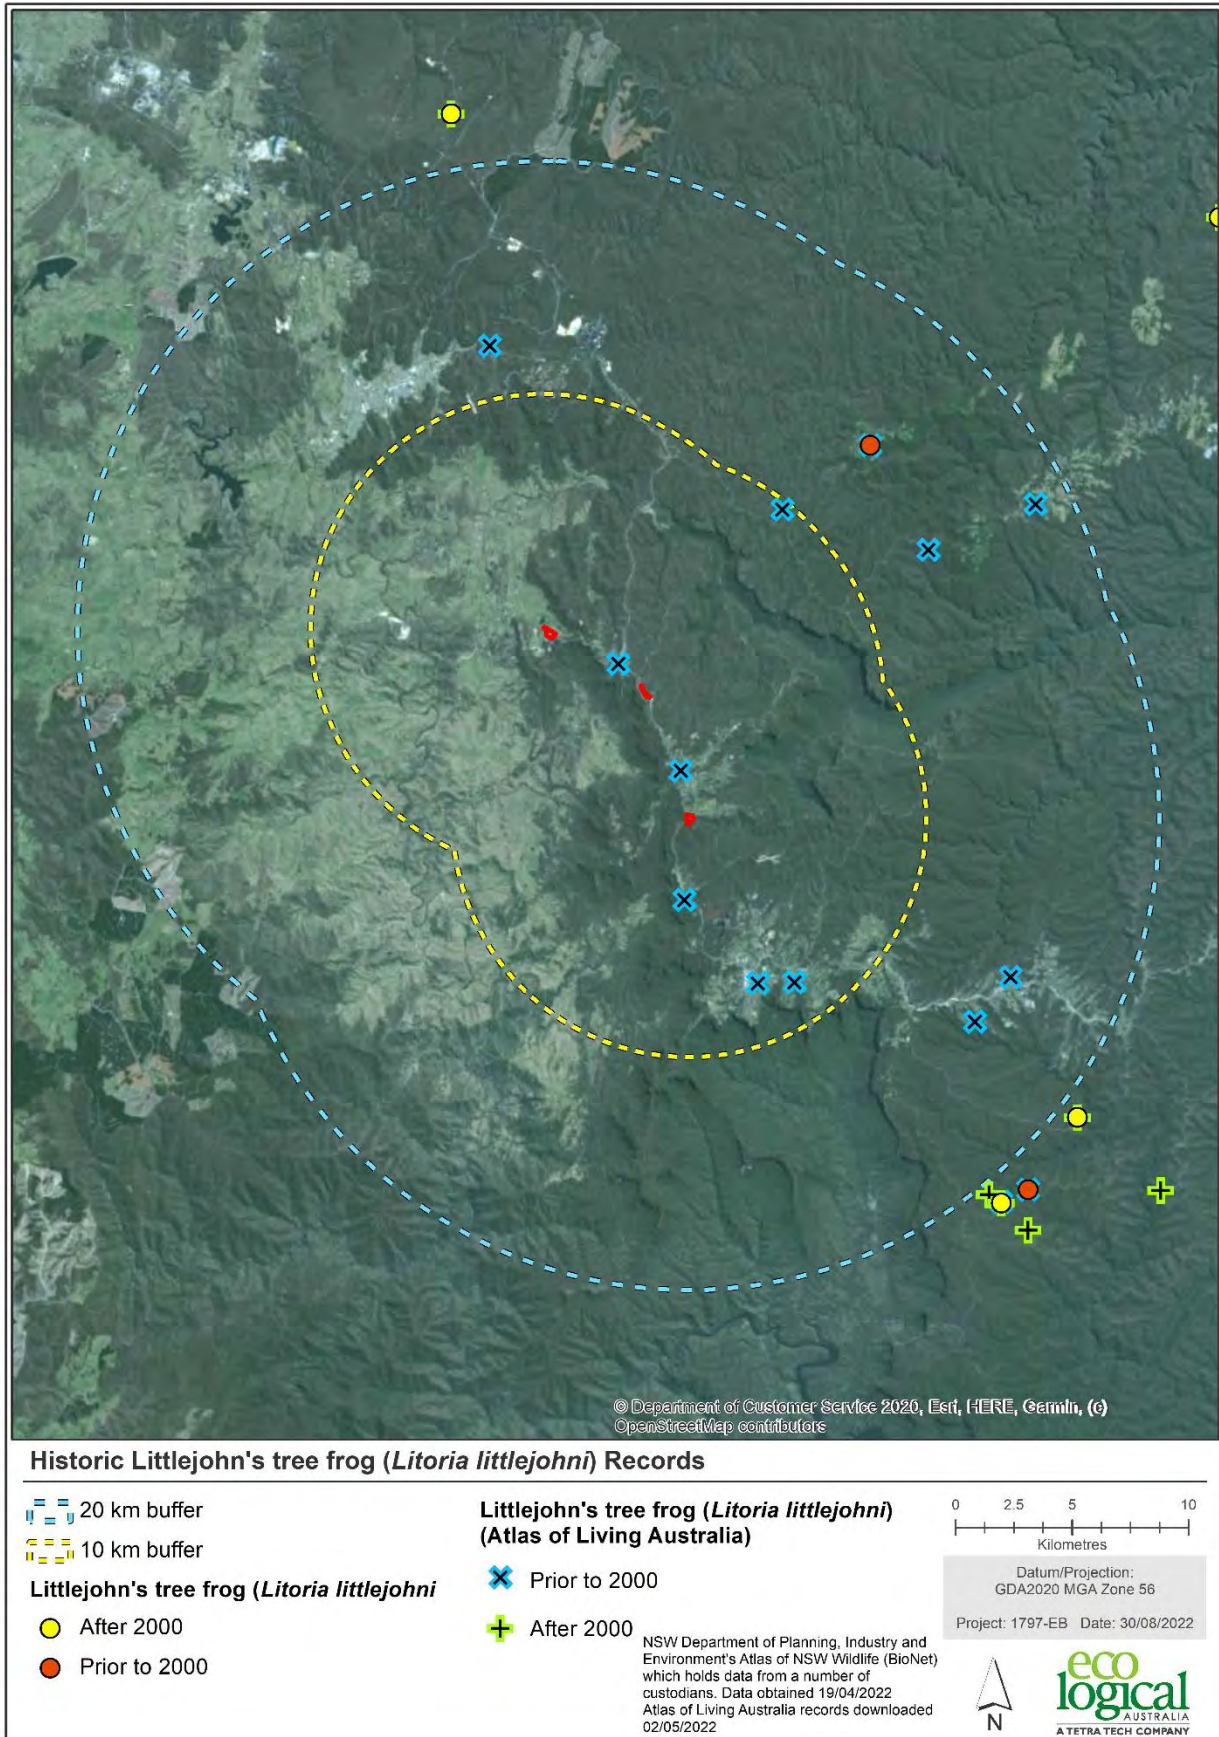 © Department of Customer Service 2020, Esri, HERE, Garmin, (c)
OpenStreetMap contributors
Historic Littlejohn's tree frog (Litoria littlejohni) Records
20 km buffer
10 km buffer
Littlejohn's tree frog (Litoria littlejohni
After 2000
Prior to 2000
Littlejohn's tree frog (Litoria littlejohni)
(Atlas of Living Australia)
Prior to 2000
After 2000
NSW Department of Planning, Industry and
Environment's Atlas of NSW Wildlife (BioNet)
which holds data from a number of
custodians. Data obtained 19/04/2022
Atlas of Living Australia records downloaded
02/05/2022
0 2.5 5 10
Kilometres
Datum/Projection:
GDA2020 MGA Zone 56
Project: 1797-EB Date: 30/08/2022
N
eco
logical
AUSTRALIA
A TETRA TECH COMPANY